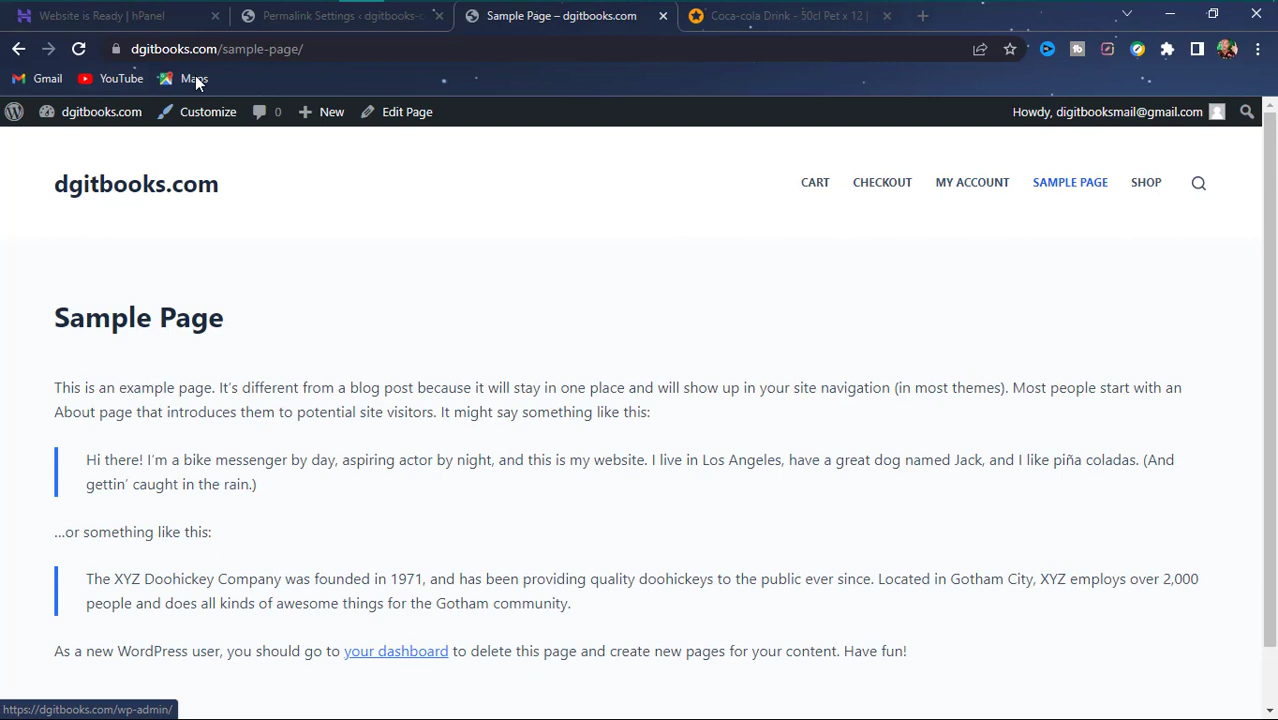 Website is Ready | hPanel
Permalink Settings ‹ dgitbooks-c
Sample Page – dgitbooks.com
Coca-cola Drink - 50cl Pet x 12 |
dgitbooks.com/sample-page/
Gmail
YouTube
Maps
dgitbooks.com
Customize
0
New
Edit Page
Howdy, digitbooksmail@gmail.com
dgitbooks.com
CART
CHECKOUT
MY ACCOUNT
SAMPLE PAGE
SHOP
Sample Page
This is an example page. It's different from a blog post because it will stay in one place and will show up in your site navigation (in most themes). Most people start with an
About page that introduces them to potential site visitors. It might say something like this:
Hi there! I'm a bike messenger by day, aspiring actor by night, and this is my website. I live in Los Angeles, have a great dog named Jack, and I like piña coladas. (And
gettin' caught in the rain.)
...or something like this:
The XYZ Doohickey Company was founded in 1971, and has been providing quality doohickeys to the public ever since. Located in Gotham City, XYZ employs over 2,000
people and does all kinds of awesome things for the Gotham community.
As a new WordPress user, you should go to your dashboard to delete this page and create new pages for your content. Have fun!
https://dgitbooks.com/wp-admin/